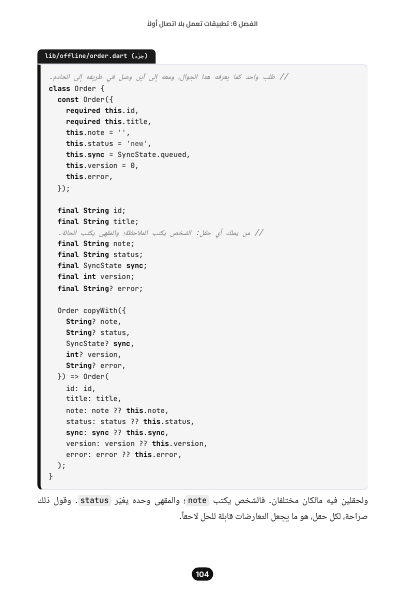 الفصل 6: تطبيقات تعمل بلا اتصال أولاً
lib/offline/order.dart (جزء)
// طلب واحد كما يعرفه هذا الجوال، ومعه إلى أين وصل في طريقه إلى الخادم.
class Order {
  const Order({
    required this.id,
    required this.title,
    this.note = '',
    this.status = 'new',
    this.sync = SyncState.queued,
    this.version = 0,
    this.error,
  });

  final String id;
  final String title;
  // من يملك أي حقل: الشخص يكتب الملاحظة؛ والمقهى يكتب الحالة.
  final String note;
  final String status;
  final SyncState sync;
  final int version;
  final String? error;

  Order copyWith({
    String? note,
    String? status,
    SyncState? sync,
    int? version,
    String? error,
  }) => Order(
    id: id,
    title: title,
    note: note ?? this.note,
    status: status ?? this.status,
    sync: sync ?? this.sync,
    version: version ?? this.version,
    error: error ?? this.error,
  );
}
ولحقلين فيه مالكان مختلفان. فالشخص يكتب note؛ والمقهى وحده يغيّر status. وقول ذلك
صراحة، لكل حقل، هو ما يجعل التعارضات قابلة للحل لاحقاً.
104